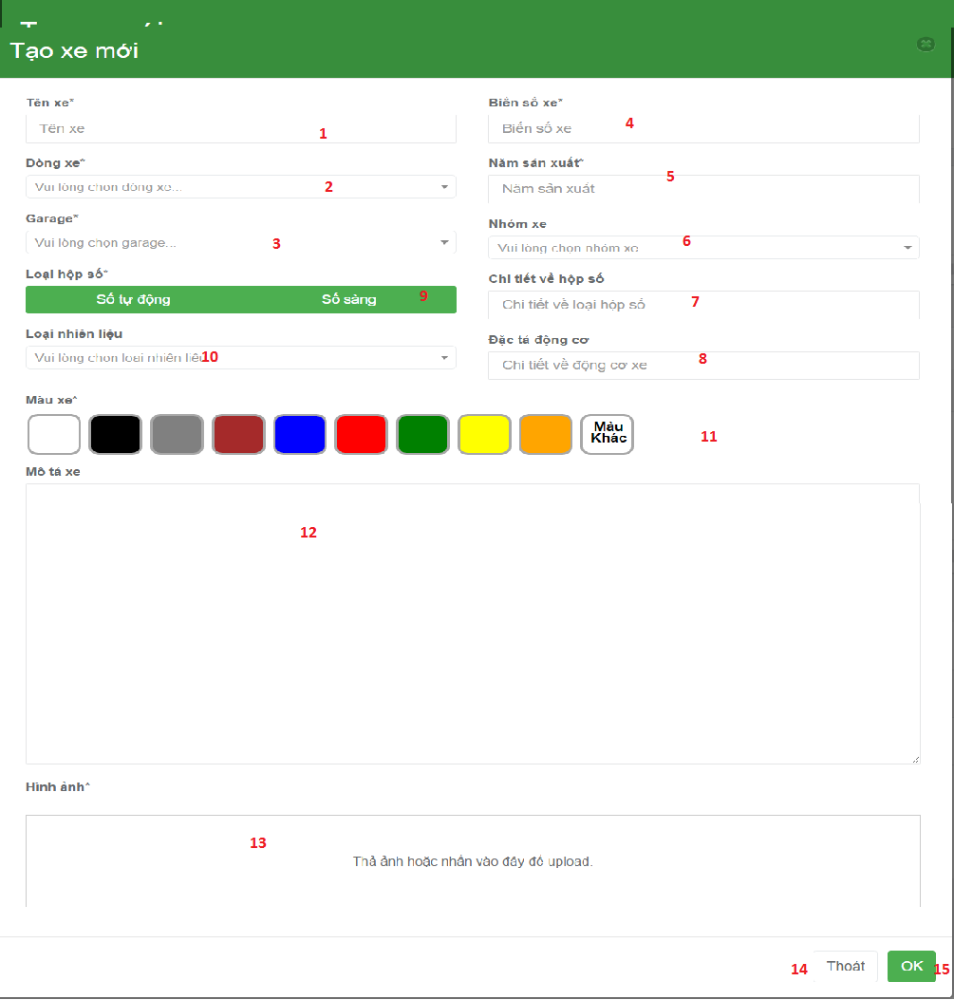 Tạo xe mới
Tên xe*
Tên xe 1
Biển số xe*
Biển số xe 4
Dòng xe*
Vui lòng chọn dòng xe... 2
Năm sản xuất*
5
Năm sản xuất
Garage*
Vui lòng chọn garage... 3
Nhóm xe
Vui lòng chọn nhóm xe 6
Loại hộp số*
Số tự động Số sàng 9
Chi tiết về hộp số
Chi tiết về loại hộp số 7
Loại nhiên liệu
Vui lòng chọn loại nhiên liệu 10
Đặc tả động cơ
Chi tiết về động cơ xe 8
Màu xe*
Màu
Khác
11
Mô tả xe
12
Hình ảnh*
13
Thả ảnh hoặc nhấn vào đây để upload.
14 Thoát OK 15